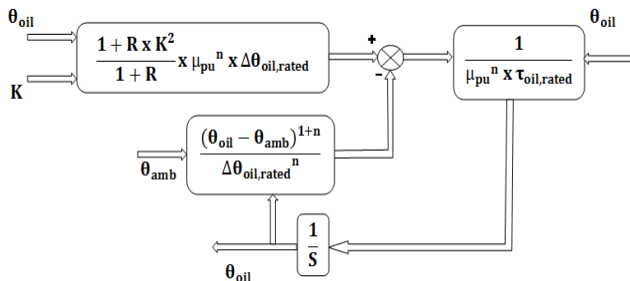 θoil
K
1 + R x K²
1 + R
x μpuⁿ x Δθoil,rated
+
-
1
μpuⁿ x τoil,rated
θoil
θamb
(θoil − θamb)¹⁺ⁿ
Δθoil,ratedⁿ
1
S
θoil